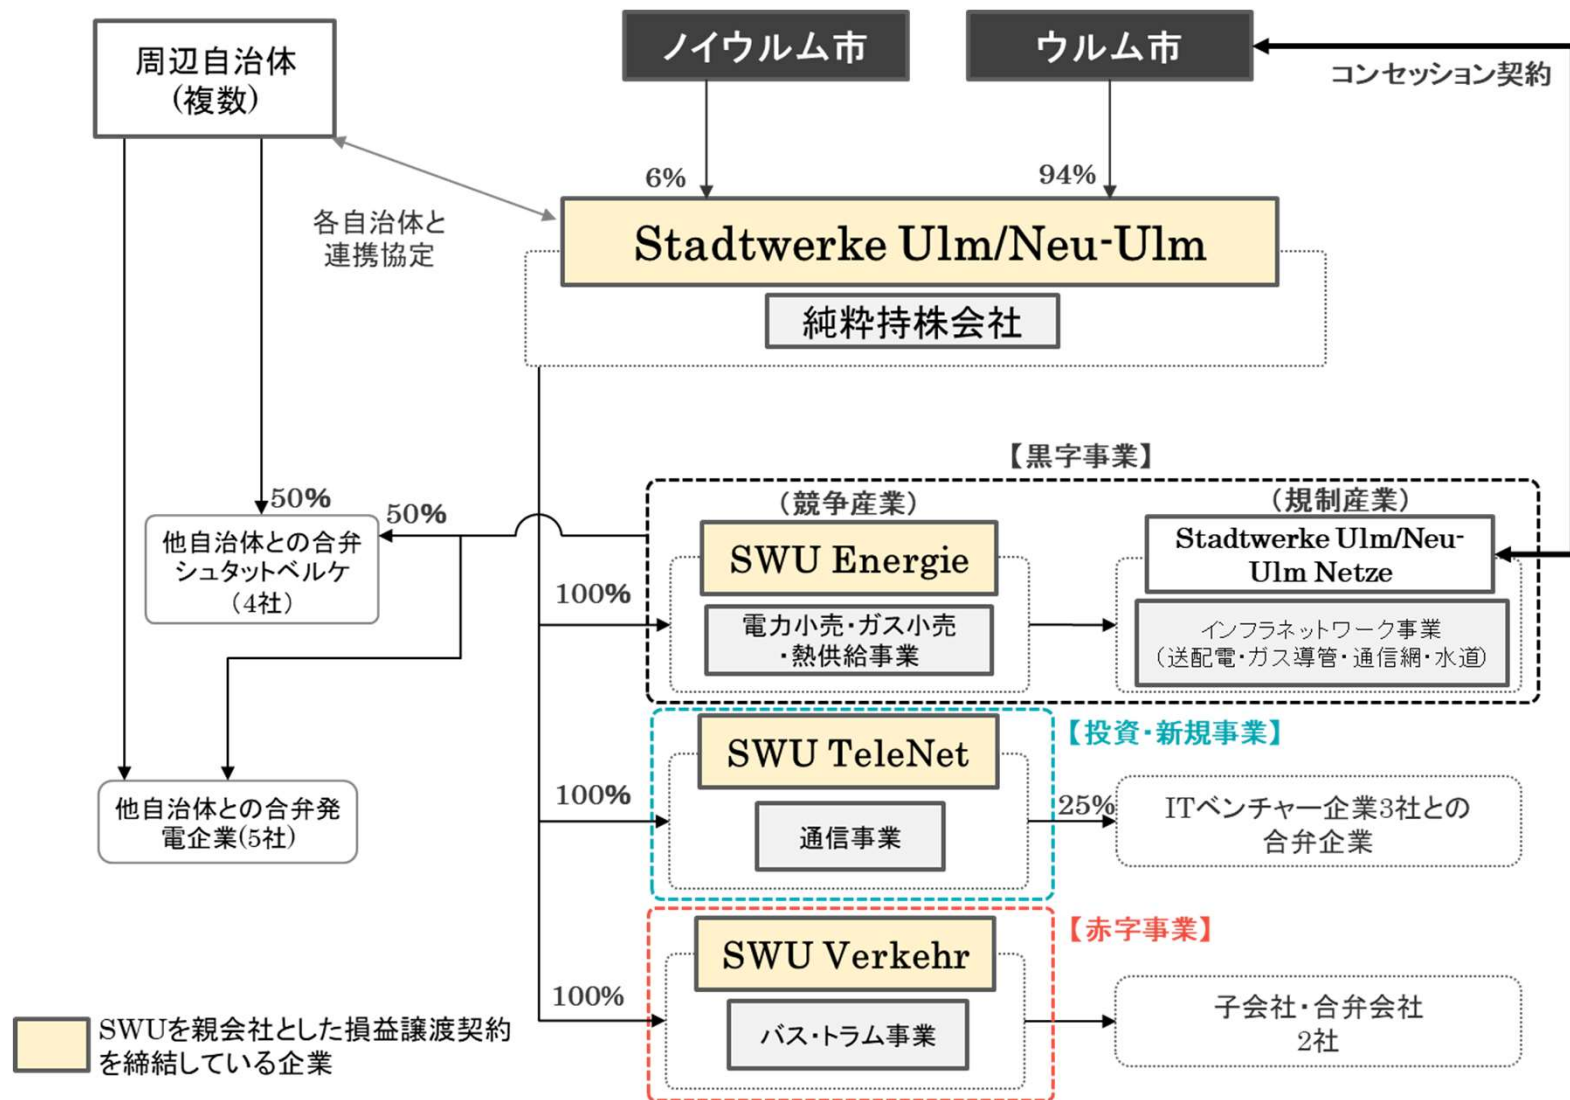 周辺自治体
(複数)
ノイウルム市
ウルム市
コンセッション契約
6%
94%
各自治体と
連携協定
Stadtwerke Ulm/Neu-Ulm
純粋持株会社
【黒字事業】
(競争産業)
(規制産業)
50%
50%
他自治体との合弁
シュタットベルケ
(4社)
SWU Energie
Stadtwerke Ulm/Neu-
Ulm Netze
100%
電力小売・ガス小売
・熱供給事業
インフラネットワーク事業
(送配電・ガス導管・通信網・水道)
【投資・新規事業】
SWU TeleNet
100%
通信事業
25%
ITベンチャー企業3社との
合弁企業
他自治体との合弁発
電企業(5社)
【赤字事業】
SWU Verkehr
100%
バス・トラム事業
子会社・合弁会社
2社
SWUを親会社とした損益譲渡契約
を締結している企業